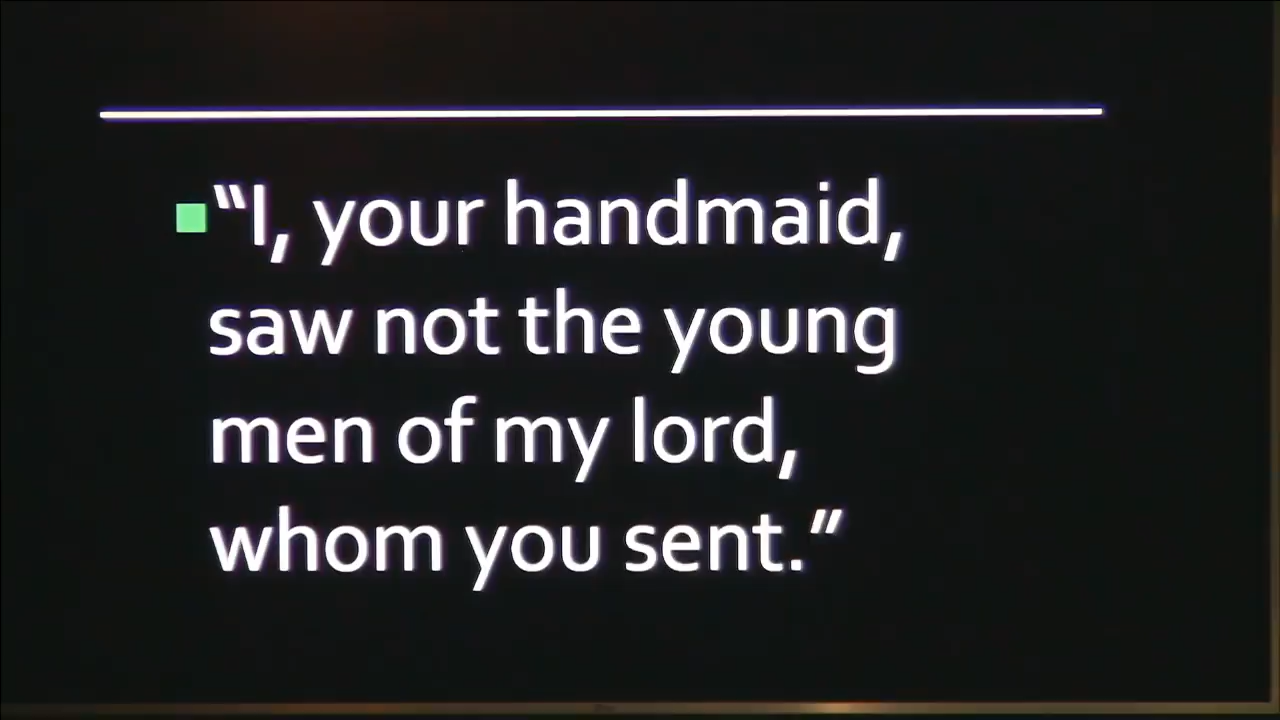 “I, your handmaid,
saw not the young
men of my lord,
whom you sent.”